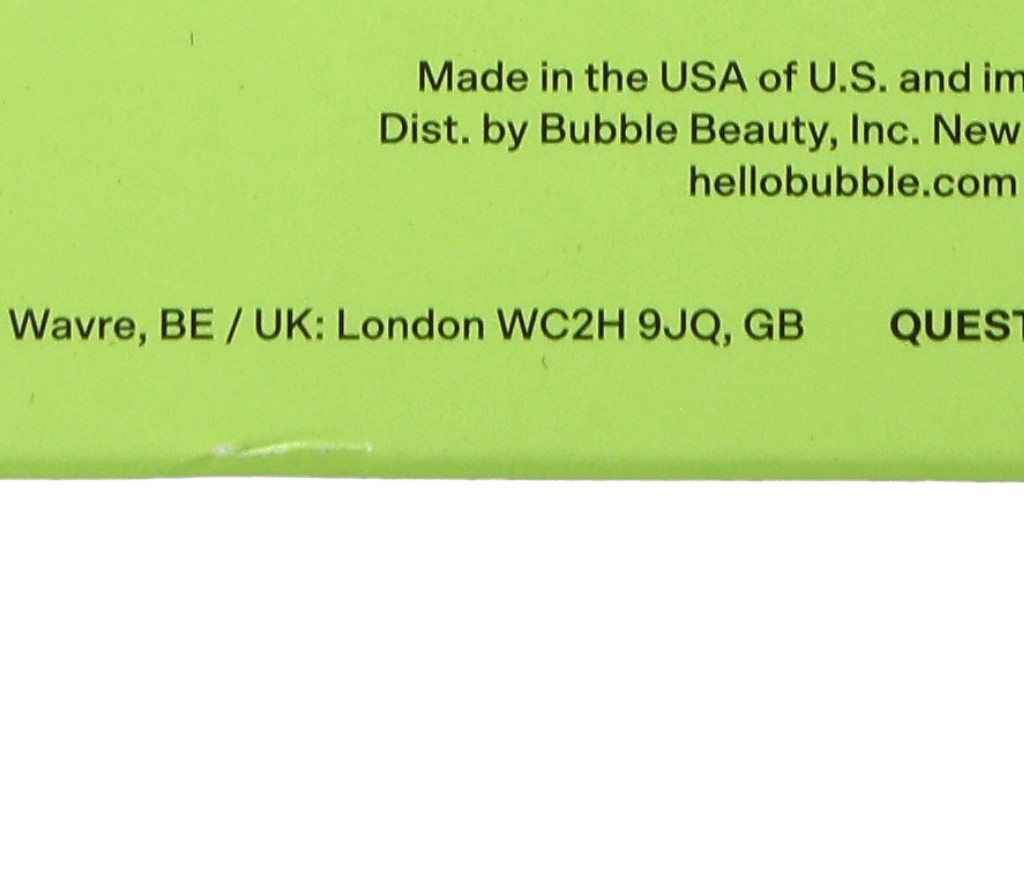 Made in the USA of U.S. and im
Dist. by Bubble Beauty, Inc. New
hellobubble.com
Wavre, BE / UK: London WC2H 9JQ, GB QUEST